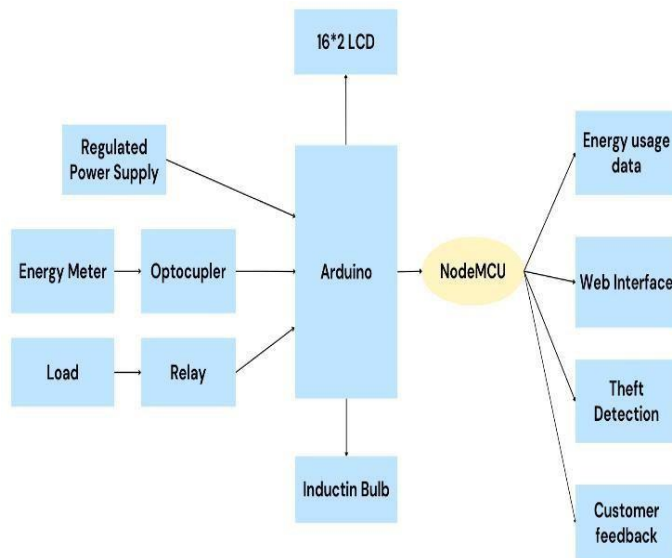 16*2 LCD
Regulated
Power Supply
Energy usage
data
Energy Meter
Optocupler
Arduino
NodeMCU
Web Interface
Load
Relay
Theft
Detection
Inductin Bulb
Customer
feedback